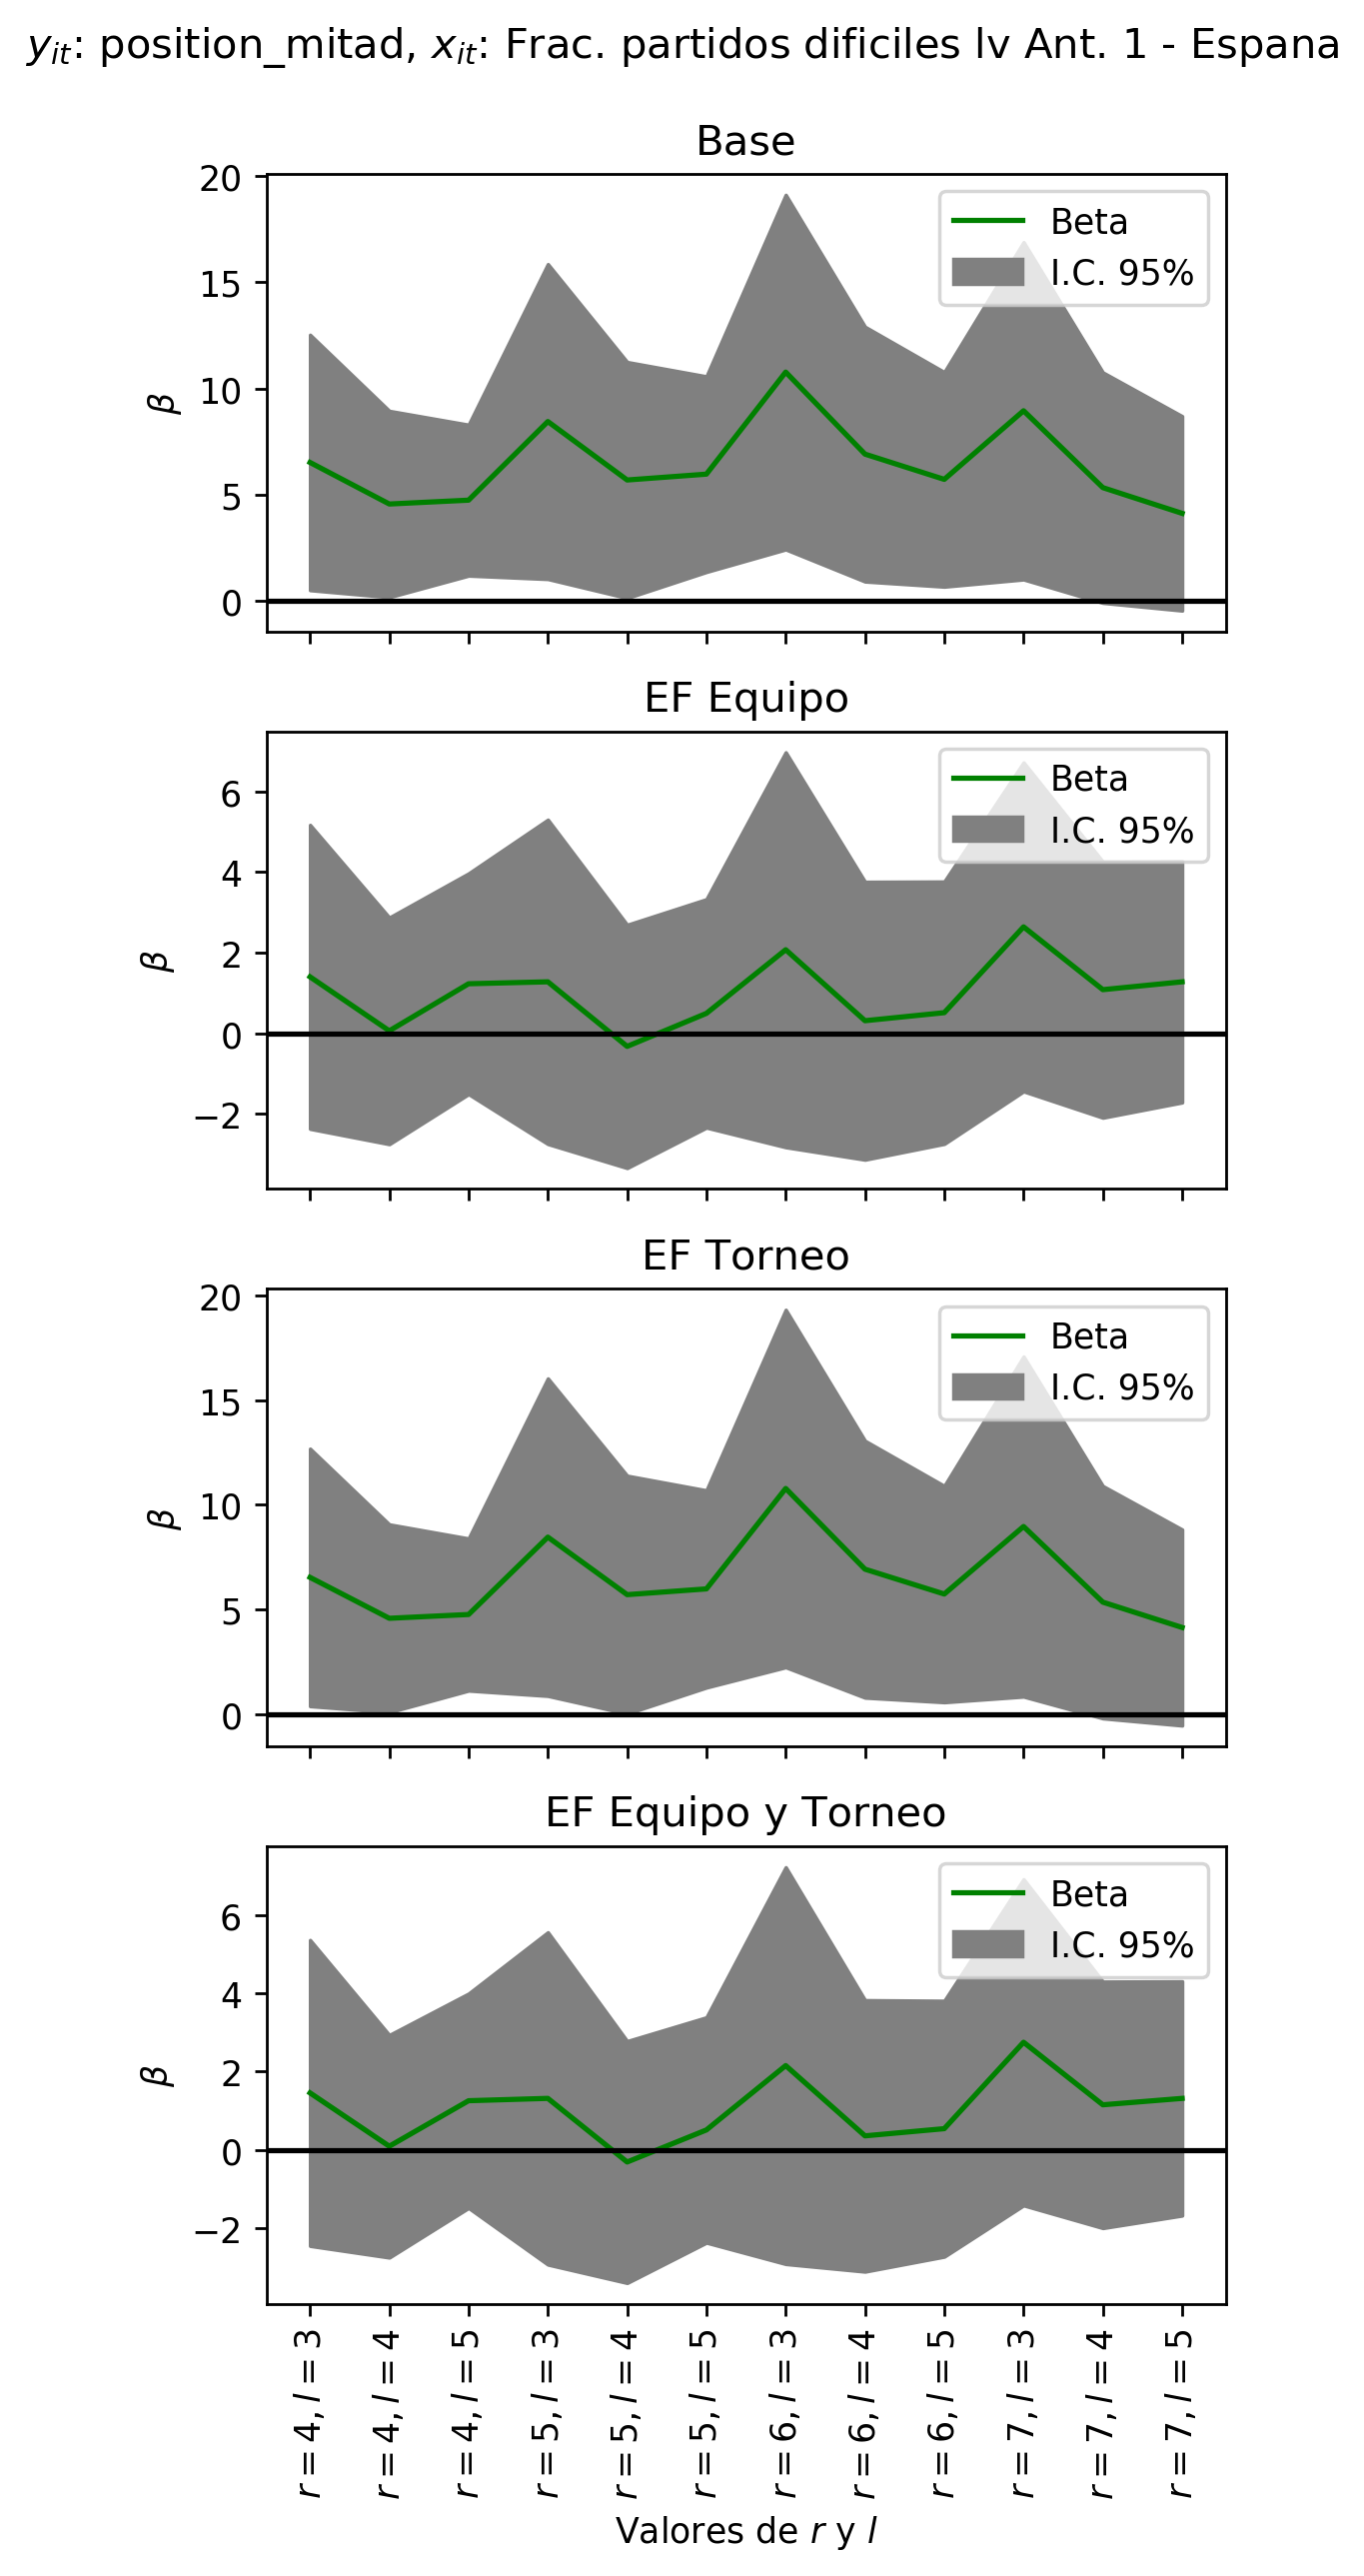 y_it: position_mitad, x_it: Frac. partidos dificiles lv Ant. 1 - Espana
Base
20
15
10
5
0
β
Beta
I.C. 95%
EF Equipo
6
4
2
0
−2
β
Beta
I.C. 95%
EF Torneo
20
15
10
5
0
β
Beta
I.C. 95%
EF Equipo y Torneo
6
4
2
0
−2
β
Beta
I.C. 95%
r = 4, l = 3
r = 4, l = 4
r = 4, l = 5
r = 5, l = 3
r = 5, l = 4
r = 5, l = 5
r = 6, l = 3
r = 6, l = 4
r = 6, l = 5
r = 7, l = 3
r = 7, l = 4
r = 7, l = 5
Valores de r y l